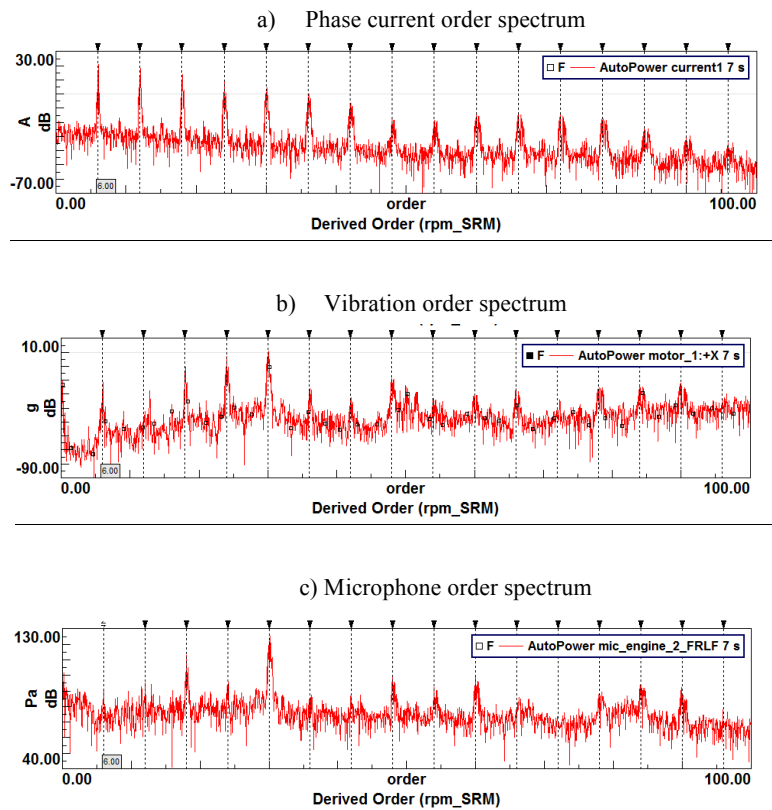 a) Phase current order spectrum
30.00
F AutoPower current1 7 s
A
dB
-70.00
6.00
0.00 order 100.00
Derived Order (rpm_SRM)
b) Vibration order spectrum
10.00
F AutoPower motor_1:+X 7 s
g
dB
-90.00
6.00
0.00 order 100.00
Derived Order (rpm_SRM)
c) Microphone order spectrum
130.00
F AutoPower mic_engine_2_FRLF 7 s
Pa
dB
40.00
6.00
0.00 order 100.00
Derived Order (rpm_SRM)